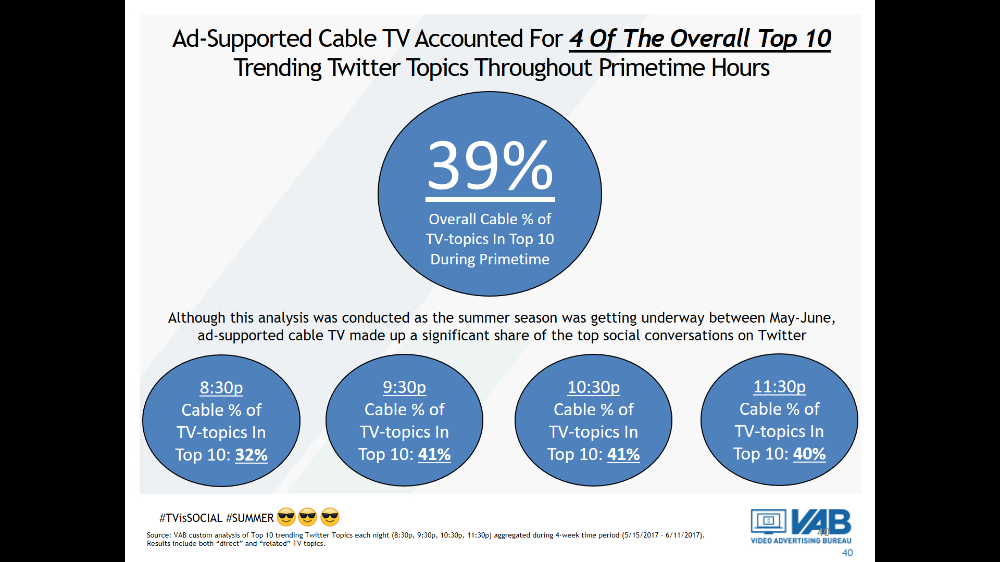 Ad-Supported Cable TV Accounted For 4 Of The Overall Top 10
Trending Twitter Topics Throughout Primetime Hours
39%
Overall Cable % of
TV-topics In Top 10
During Primetime
Although this analysis was conducted as the summer season was getting underway between May-June,
ad-supported cable TV made up a significant share of the top social conversations on Twitter
8:30p
Cable % of
TV-topics In
Top 10: 32%
9:30p
Cable % of
TV-topics In
Top 10: 41%
10:30p
Cable % of
TV-topics In
Top 10: 41%
11:30p
Cable % of
TV-topics In
Top 10: 40%
#TVisSOCIAL #SUMMER 😎😎😎
Source: VAB custom analysis of Top 10 trending Twitter Topics each night (8:30p, 9:30p, 10:30p, 11:30p) aggregated during 4-week time period (5/15/2017 - 6/11/2017).
Results include both “direct” and “related” TV topics.
VAB
40
VIDEO ADVERTISING BUREAU
40